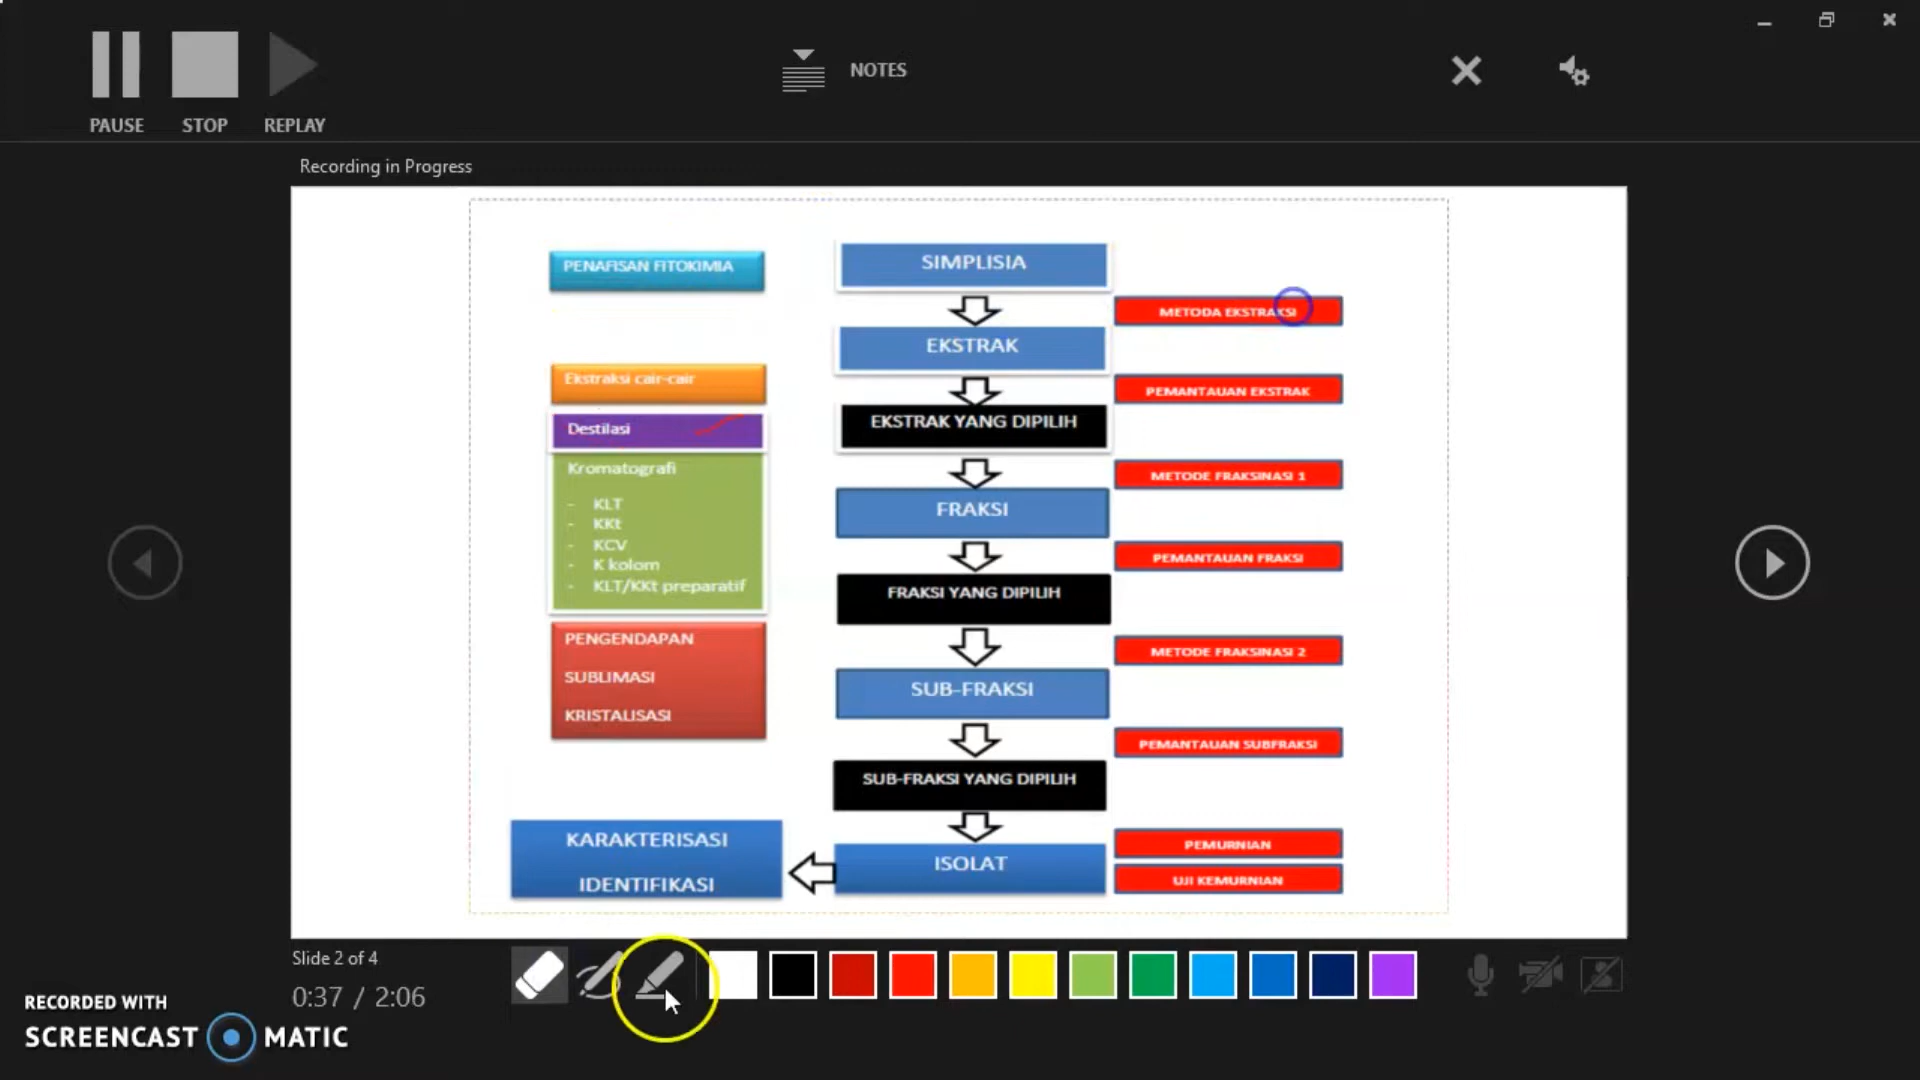 PAUSE
STOP
REPLAY
NOTES
Recording in Progress
PENAFISAN FITOKIMIA
Ekstraksi cair-cair
Destilasi
Kromatografi
- KLT
- KKt
- KCV
- K kolom
- KLT/KKt preparatif
PENGENDAPAN
SUBLIMASI
KRISTALISASI
KARAKTERISASI
IDENTIFIKASI
SIMPLISIA
EKSTRAK
EKSTRAK YANG DIPILIH
FRAKSI
FRAKSI YANG DIPILIH
SUB-FRAKSI
SUB-FRAKSI YANG DIPILIH
ISOLAT
METODA EKSTRAKSI
PEMANTAUAN EKSTRAK
METODE FRAKSINASI 1
PEMANTAUAN FRAKSI
METODE FRAKSINASI 2
PEMANTAUAN SUBFRAKSI
PEMURNIAN
UJI KEMURNIAN
Slide 2 of 4
0:37 / 2:06
RECORDED WITH
SCREENCAST MATIC